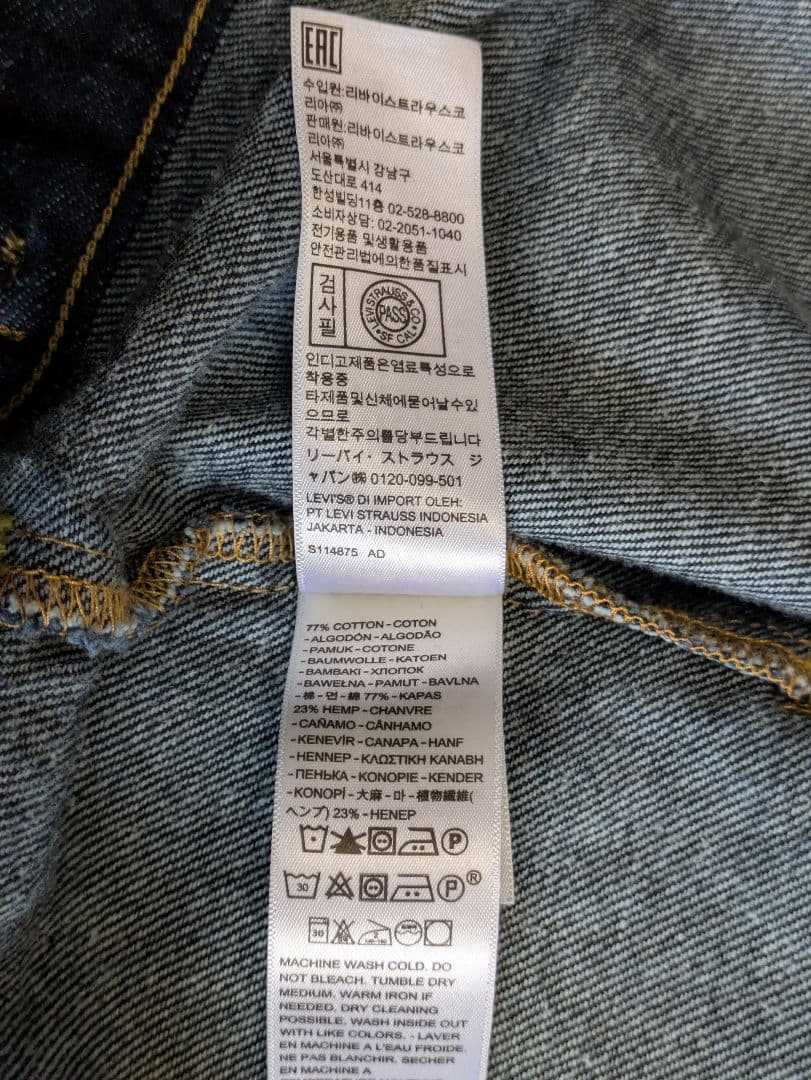 EAC
수입원:리바이스트라우스코
리아㈜
판매원:리바이스트라우스코
리아㈜
서울특별시 강남구
도산대로 414
한성빌딩11층 02-528-8800
소비자상담: 02-2051-1040
전기용품 및생활용품
안전관리법에의한품질표시
검사필
LEVI STRAUSS & CO
PASS
SF CAL
인디고제품은염료특성으로
착용중
타제품및신체에묻어날수있
으므로
각별한주의를당부드립니다
リーバイ・ストラウス ジ
ャパン㈱ 0120-099-501
LEVI'S® DI IMPORT OLEH:
PT LEVI STRAUSS INDONESIA
JAKARTA - INDONESIA
S114875 AD
77% COTTON - COTON
- ALGODÓN - ALGODÃO
- PAMUK - COTONE
- BAUMWOLLE - KATOEN
- BAMBAKI - ХЛОПОК
- BAWEŁNA - PAMUT - BAVLNA
- 棉 - 면 - 綿 77% - KAPAS
23% HEMP - CHANVRE
- CAÑAMO - CÂNHAMO
- KENEVİR - CANAPA - HANF
- HENNEP - ΚΛΩΣΤΙΚΗ ΚΑΝΑΒΗ
- ПЕНЬКА - KONOPIE - KENDER
- KONOPÍ - 大麻 - 마 - 植物纖維(
ヘンプ) 23% - HENEP
P
30 P ®
30
MACHINE WASH COLD. DO
NOT BLEACH. TUMBLE DRY
MEDIUM. WARM IRON IF
NEEDED. DRY CLEANING
POSSIBLE. WASH INSIDE OUT
WITH LIKE COLORS. - LAVER
EN MACHINE A L'EAU FROIDE.
NE PAS BLANCHIR. SECHER
EN MACHINE A